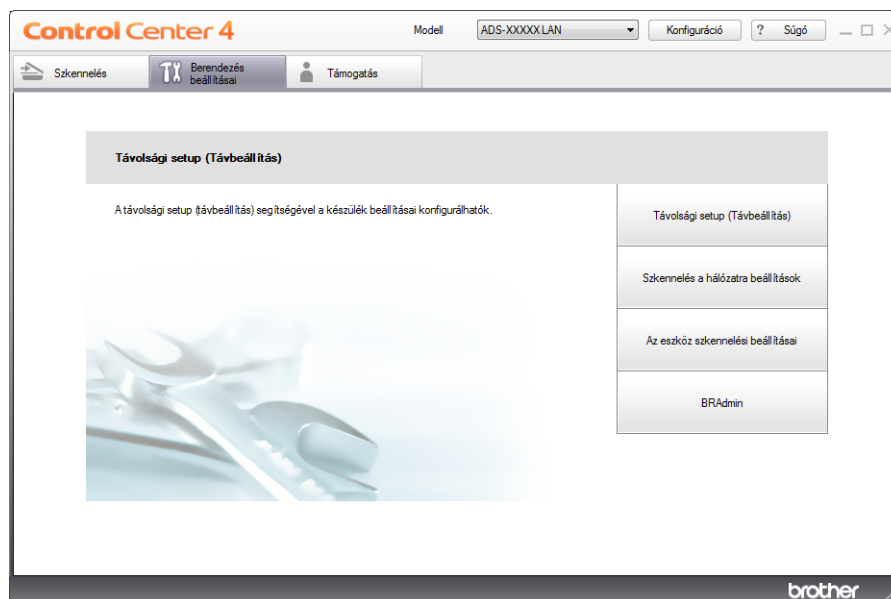 Control Center 4
Modell ADS-XXXXX LAN Konfiguráció ? Súgó
Szkennelés
Berendezés
beállításai
Támogatás
Távolsági setup (Távbeállítás)
A távolsági setup (távbeállítás) segítségével a készülék beállításai konfigurálhatók.
Távolsági setup (Távbeállítás)
Szkennelés a hálózatra beállítások
Az eszköz szkennelési beállításai
BRAdmin
brother